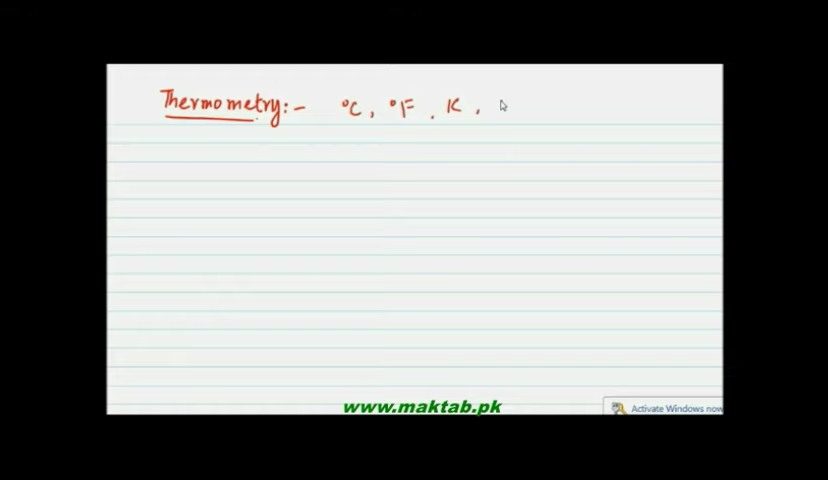 Thermometry:- °C, °F, K,
www.maktab.pk
Activate Windows now